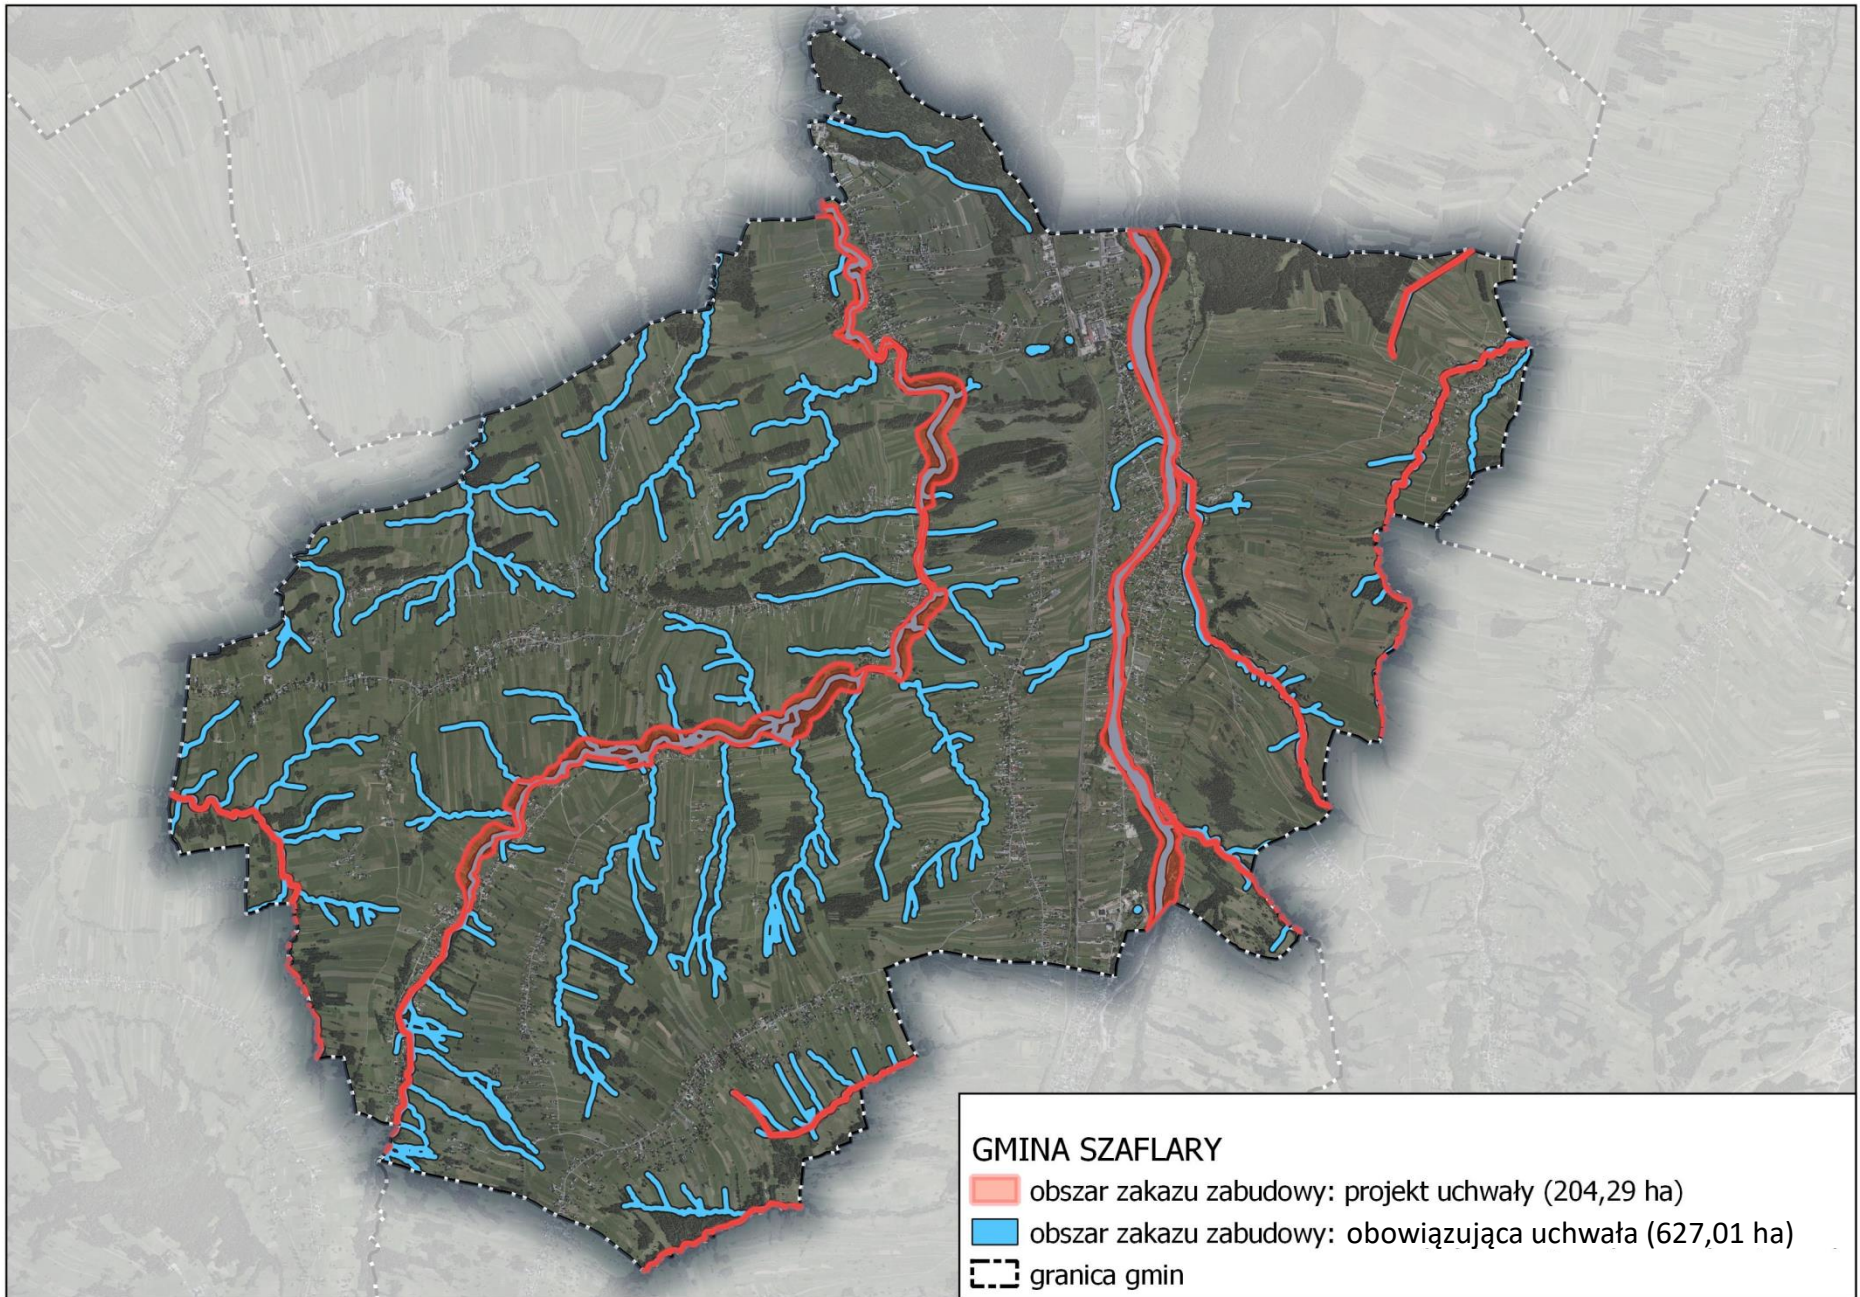 GMINA SZAFLARY
obszar zakazu zabudowy: projekt uchwały (204,29 ha)
obszar zakazu zabudowy: obowiązująca uchwała (627,01 ha)
granica gmin